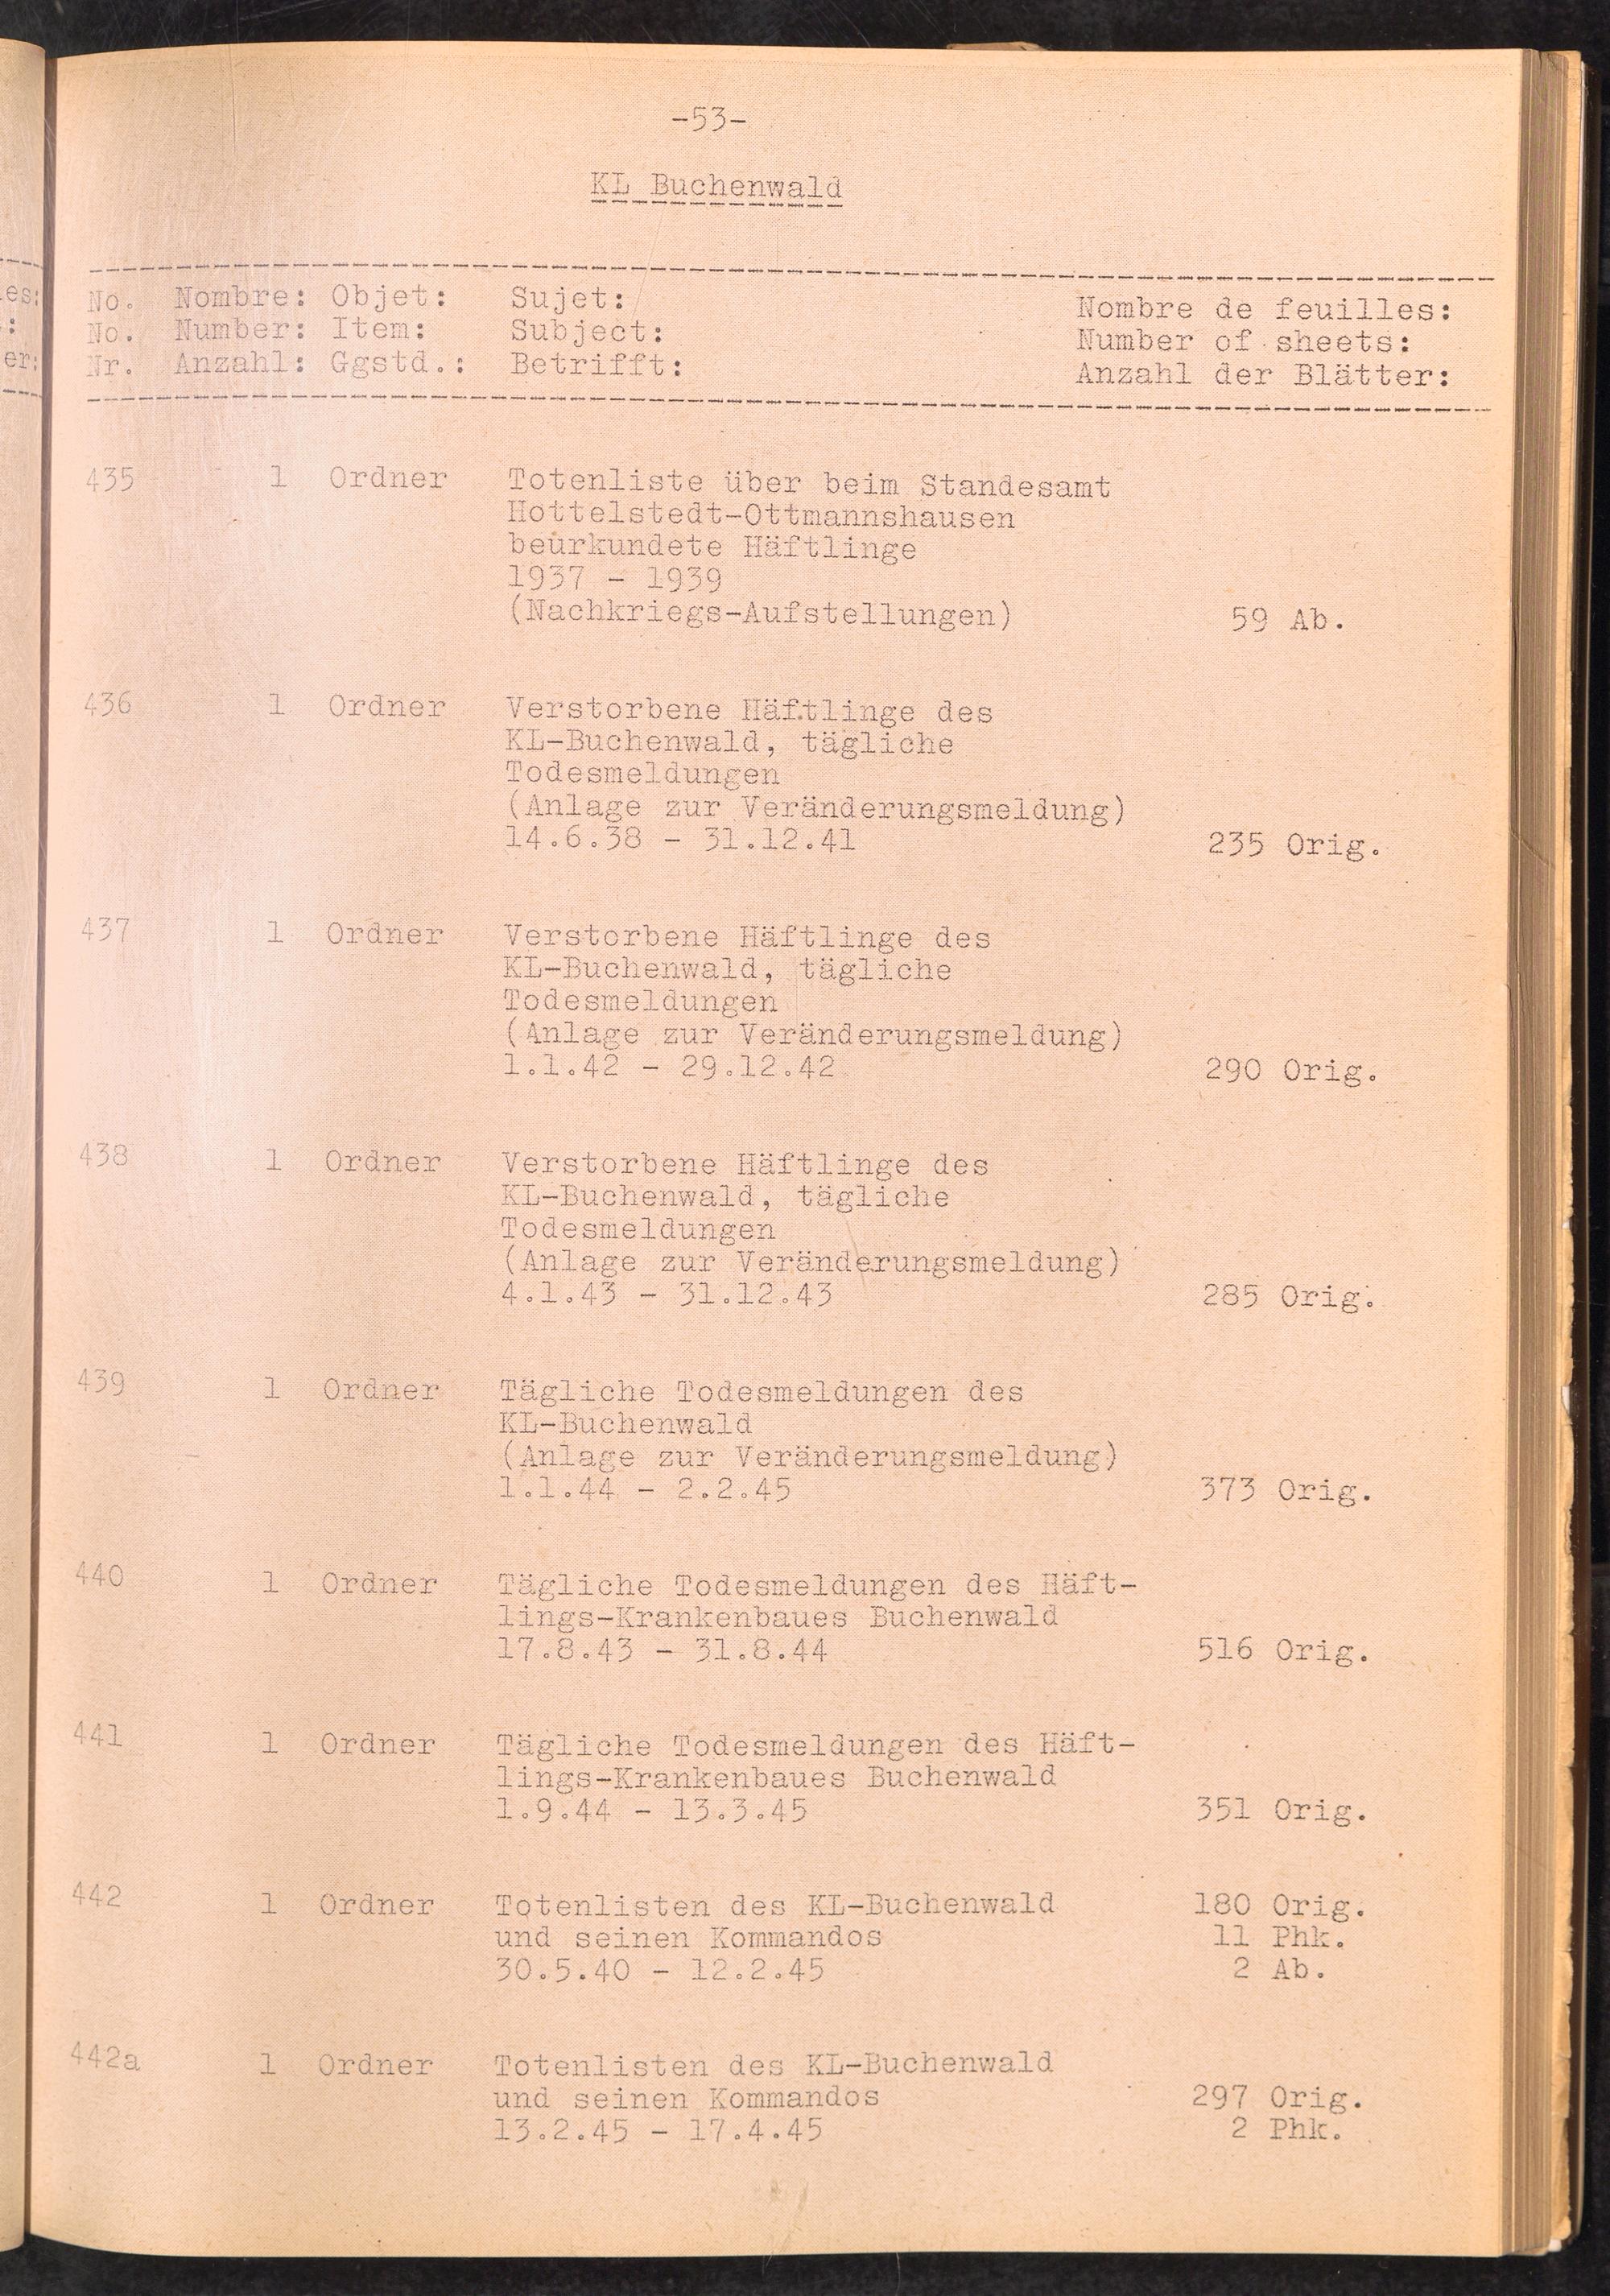 -53-
KL Buchenwald
No. Nombre: Objet: Sujet: Nombre de feuilles:
No. Number: Item: Subject: Number of sheets:
Nr. Anzahl: Ggstd.: Betrifft: Anzahl der Blätter:
es:
:
er:
435 1 Ordner Totenliste über beim Standesamt
Hottelstedt-Ottmannshausen
beurkundete Häftlinge
1937 - 1939
(Nachkriegs-Aufstellungen) 59 Ab.
436 1 Ordner Verstorbene Häftlinge des
KL-Buchenwald, tägliche
Todesmeldungen
(Anlage zur Veränderungsmeldung)
14.6.38 - 31.12.41 235 Orig.
437 1 Ordner Verstorbene Häftlinge des
KL-Buchenwald, tägliche
Todesmeldungen
(Anlage zur Veränderungsmeldung)
1.1.42 - 29.12.42 290 Orig.
438 1 Ordner Verstorbene Häftlinge des
KL-Buchenwald, tägliche
Todesmeldungen
(Anlage zur Veränderungsmeldung)
4.1.43 - 31.12.43 285 Orig.
439 1 Ordner Tägliche Todesmeldungen des
KL-Buchenwald
(Anlage zur Veränderungsmeldung)
1.1.44 - 2.2.45 373 Orig.
440 1 Ordner Tägliche Todesmeldungen des Häft-
lings-Krankenbaues Buchenwald
17.8.43 - 31.8.44 516 Orig.
441 1 Ordner Tägliche Todesmeldungen des Häft-
lings-Krankenbaues Buchenwald
1.9.44 - 13.3.45 351 Orig.
442 1 Ordner Totenlisten des KL-Buchenwald 180 Orig.
und seinen Kommandos 11 Phk.
30.5.40 - 12.2.45 2 Ab.
442a 1 Ordner Totenlisten des KL-Buchenwald
und seinen Kommandos 297 Orig.
13.2.45 - 17.4.45 2 Phk.